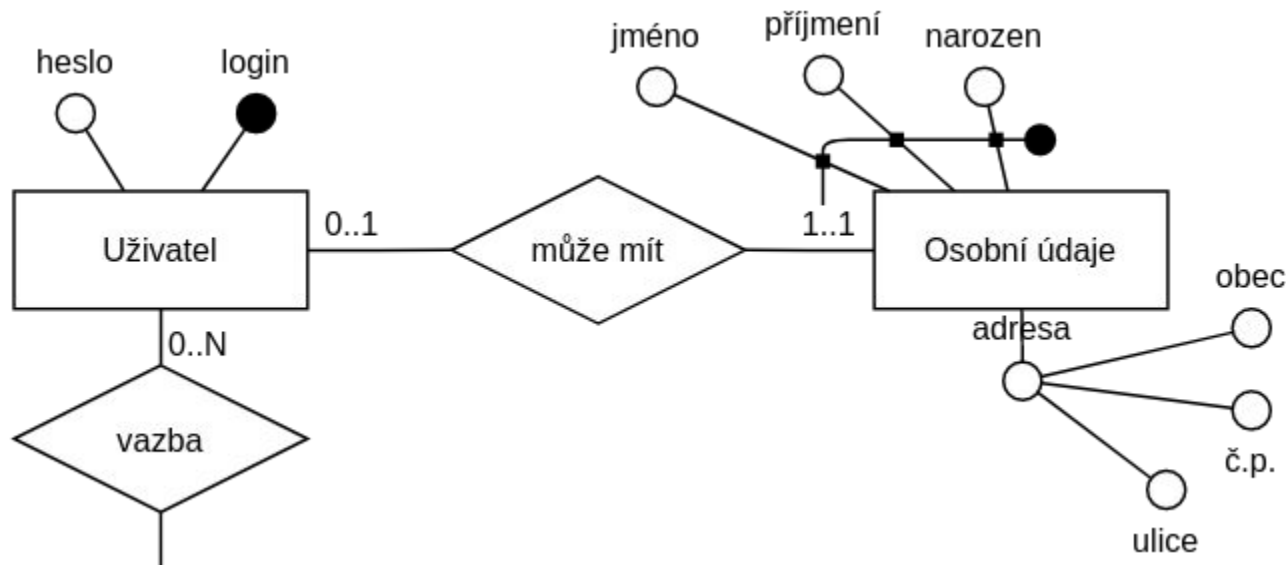 heslo
login
jméno
příjmení
narozen
Uživatel
0..1
může mít
1..1
Osobní údaje
adresa
obec
č.p.
ulice
0..N
vazba